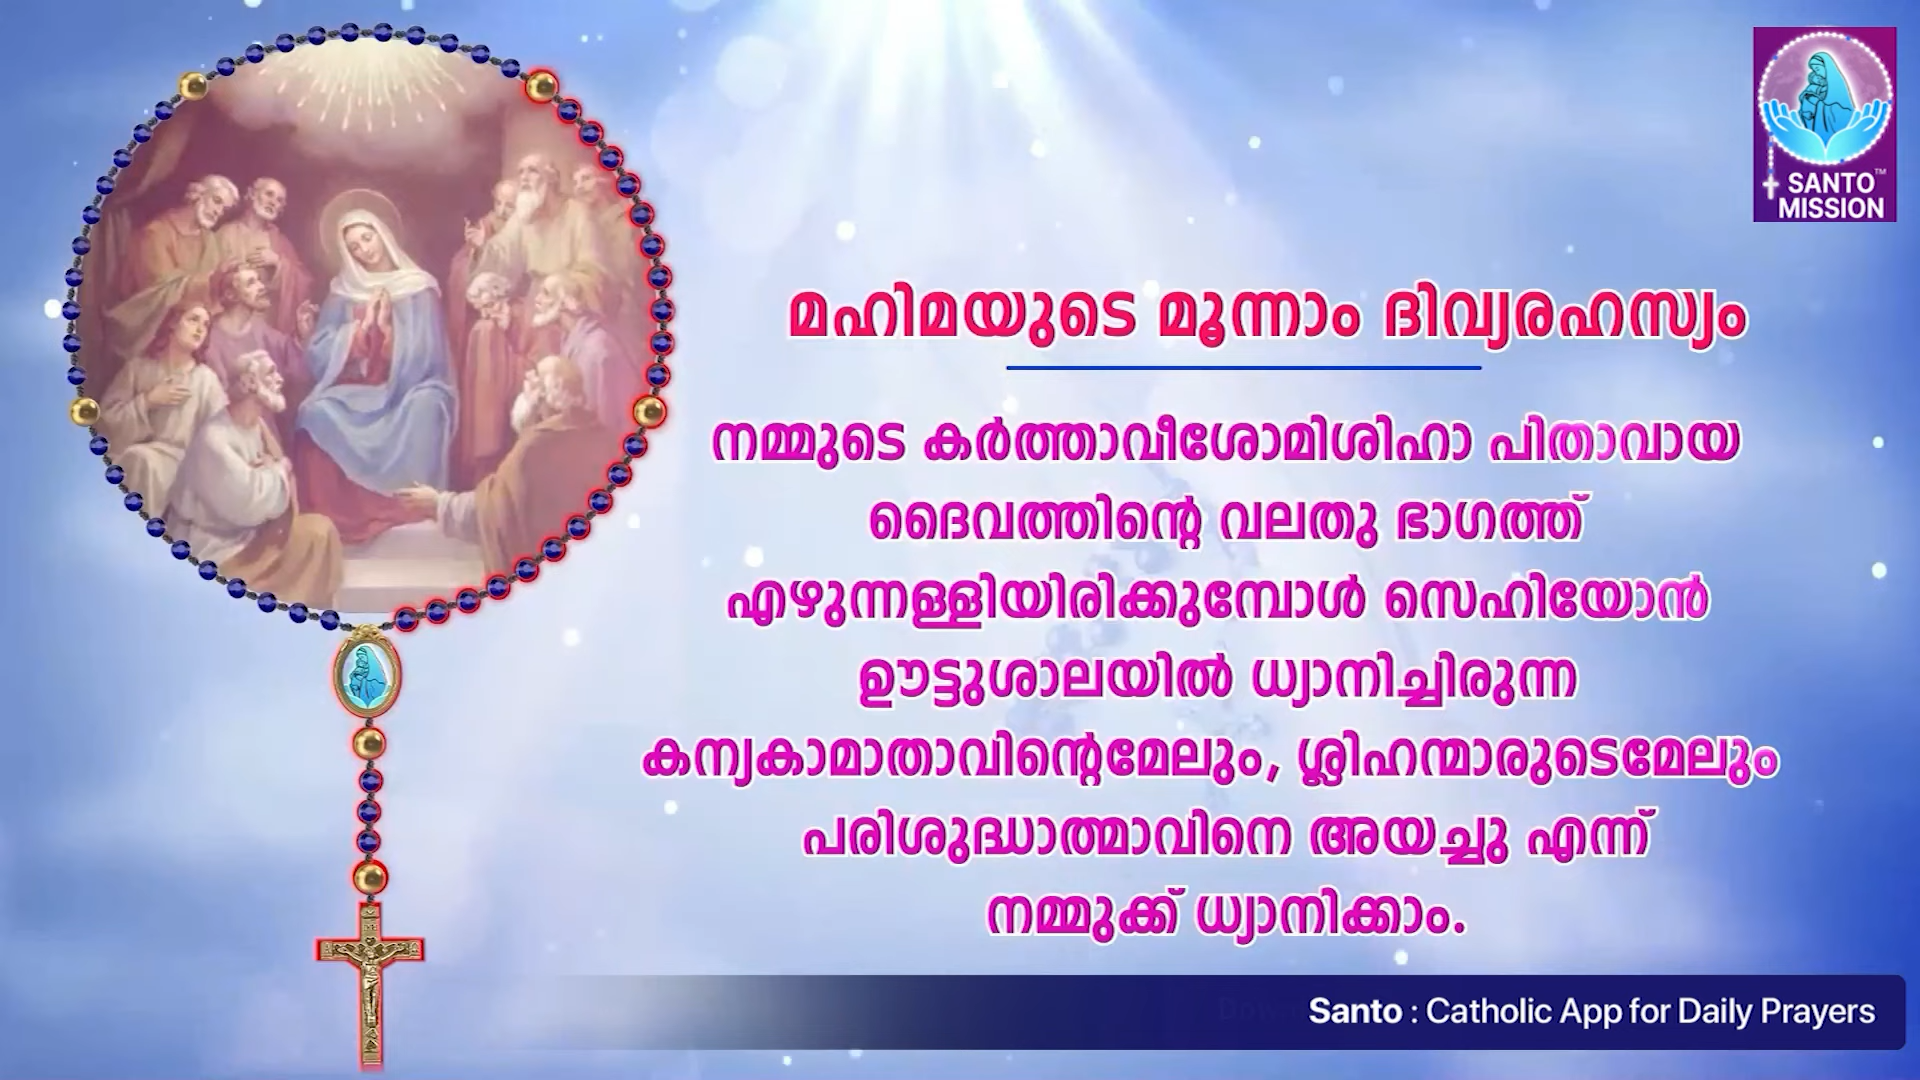 SANTO™
MISSION
മഹിമയുടെ മൂന്നാം ദിവ്യരഹസ്യം
നമ്മുടെ കർത്താവീശോമിശിഹാ പിതാവായ
ദൈവത്തിന്റെ വലതു ഭാഗത്ത്
എഴുന്നള്ളിയിരിക്കുമ്പോൾ സെഹിയോൻ
ഊട്ടുശാലയിൽ ധ്യാനിച്ചിരുന്ന
കന്യകാമാതാവിന്റെമേലും, ശ്ലിഹന്മാരുടെമേലും
പരിശുദ്ധാത്മാവിനെ അയച്ചു എന്ന്
നമ്മുക്ക് ധ്യാനിക്കാം.
Santo : Catholic App for Daily Prayers